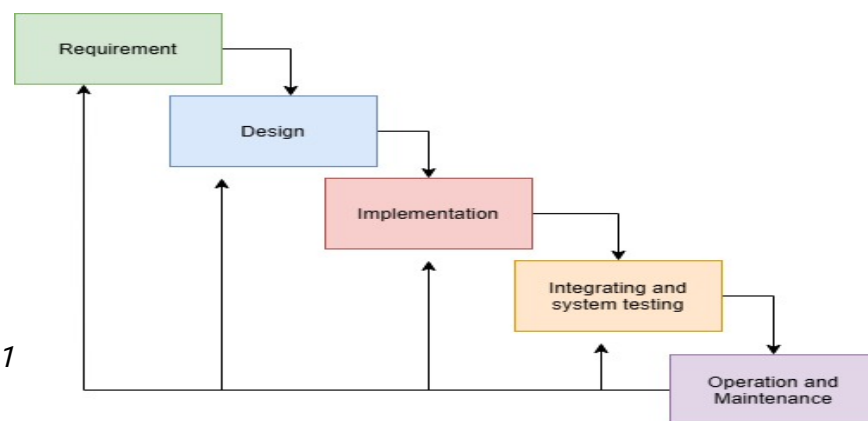 Requirement
Design
Implementation
Integrating and
system testing
1
Operation and
Maintenance